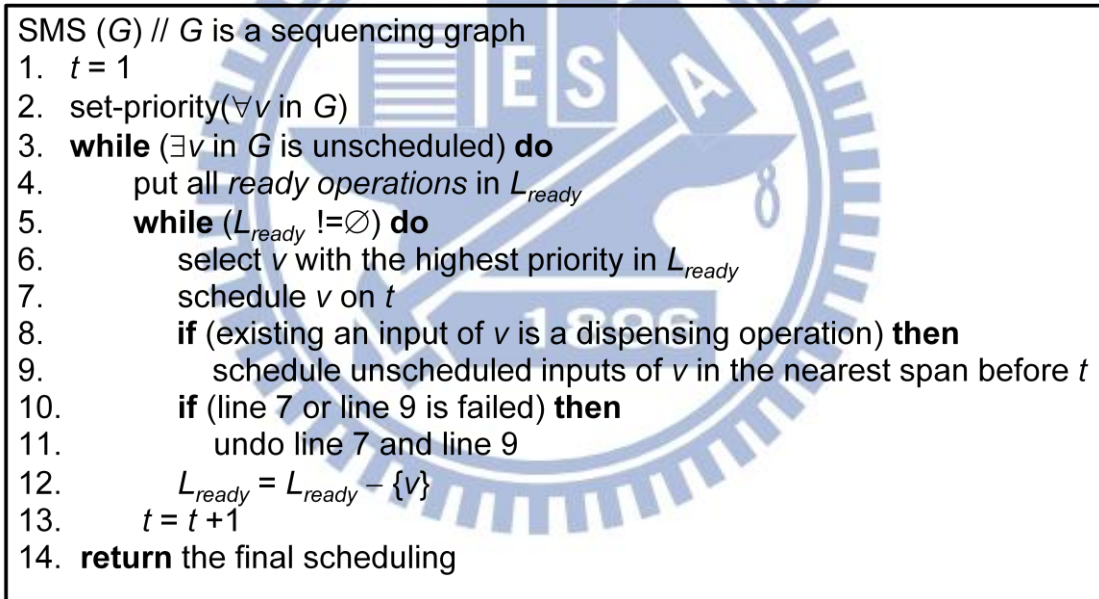 SMS (G) // G is a sequencing graph
1. t = 1
2. set-priority(∀v in G)
3. while (∃v in G is unscheduled) do
4. put all ready operations in L_ready
5. while (L_ready !=∅) do
6. select v with the highest priority in L_ready
7. schedule v on t
8. if (existing an input of v is a dispensing operation) then
9. schedule unscheduled inputs of v in the nearest span before t
10. if (line 7 or line 9 is failed) then
11. undo line 7 and line 9
12. L_ready = L_ready − {v}
13. t = t +1
14. return the final scheduling
E S A
8
1896